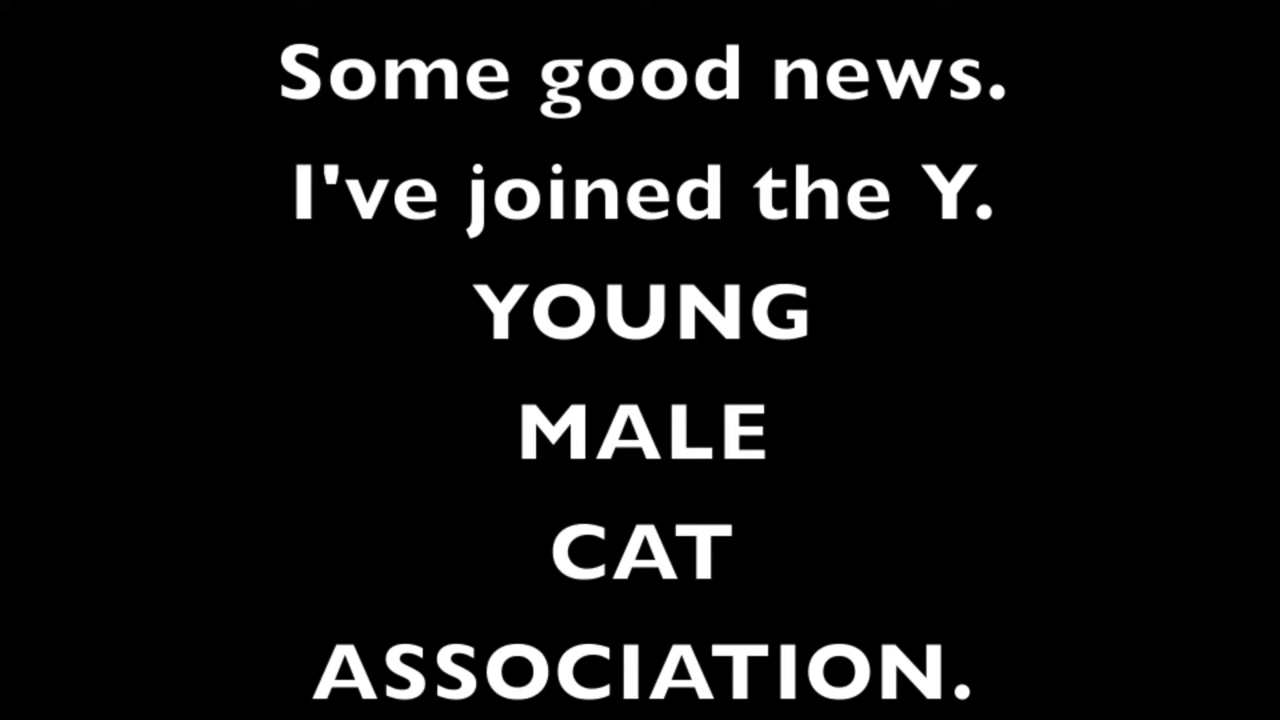 Some good news.
I've joined the Y.
YOUNG
MALE
CAT
ASSOCIATION.